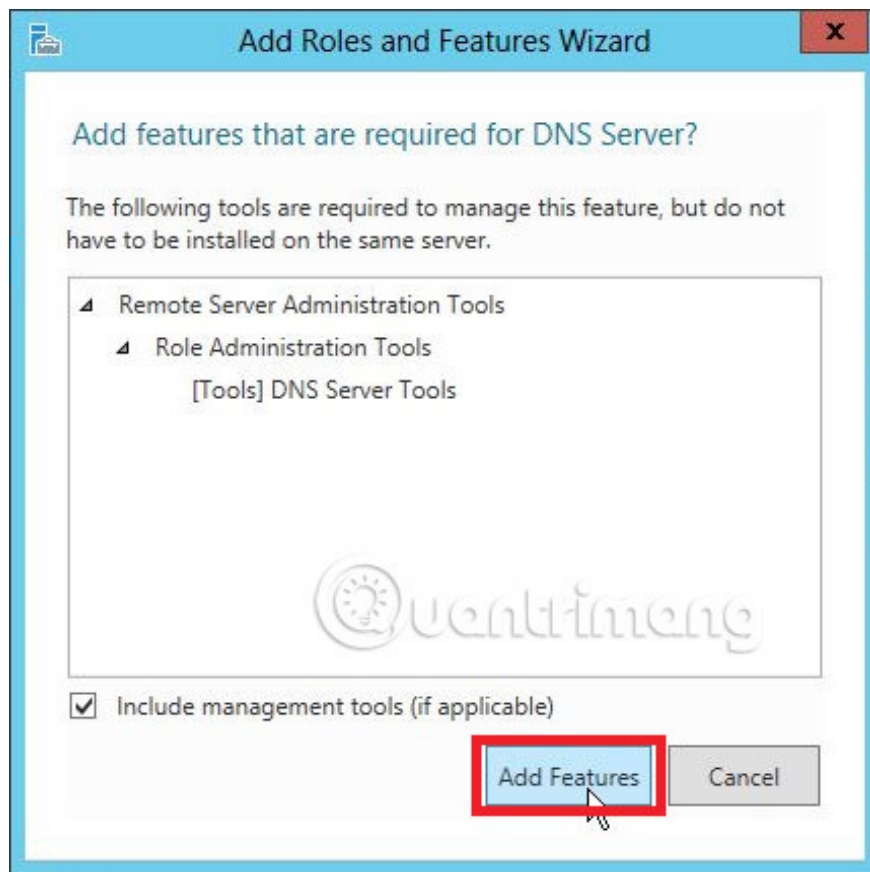 Add Roles and Features Wizard
x
Add features that are required for DNS Server?
The following tools are required to manage this feature, but do not
have to be installed on the same server.
Remote Server Administration Tools
Role Administration Tools
[Tools] DNS Server Tools
Quantrimang
Include management tools (if applicable)
Add Features Cancel